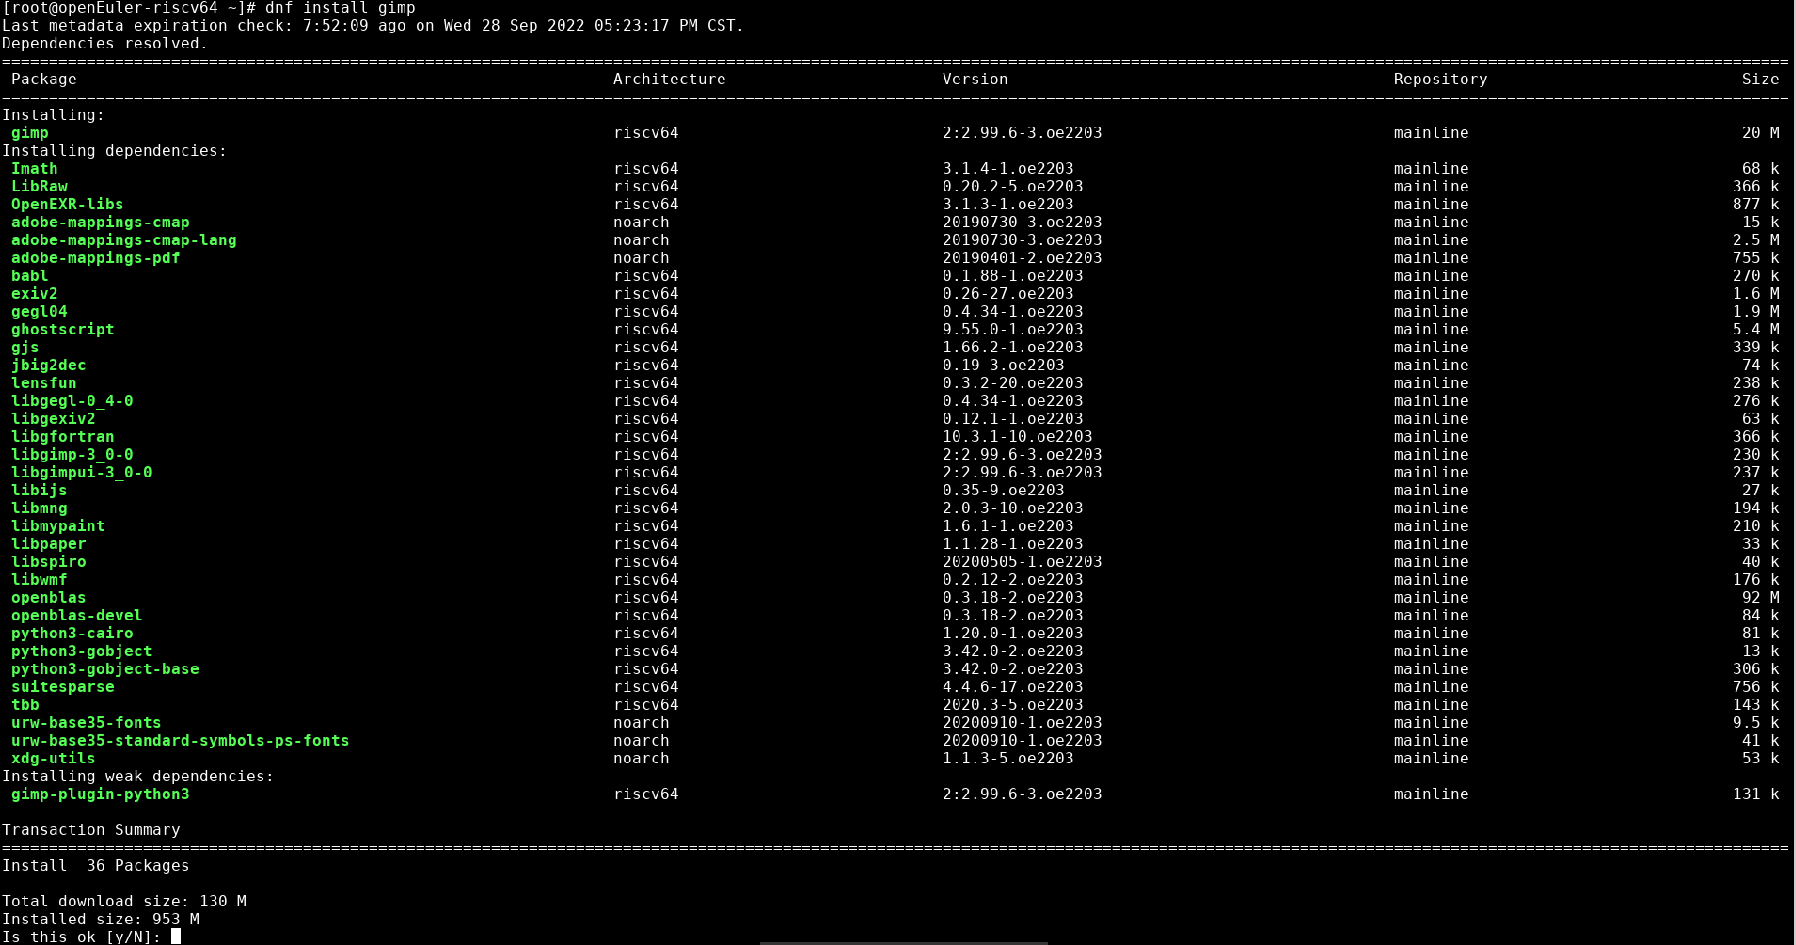 [root@openEuler-riscv64 ~]# dnf install gimp
Last metadata expiration check: 7:52:09 ago on Wed 28 Sep 2022 05:23:17 PM CST.
Dependencies resolved.
Package Architecture Version Repository Size
Installing:
gimp riscv64 2:2.99.6-3.oe2203 mainline 20 M
Installing dependencies:
Imath riscv64 3.1.4-1.oe2203 mainline 68 k
LibRaw riscv64 0.20.2-5.oe2203 mainline 366 k
OpenEXR-libs riscv64 3.1.3-1.oe2203 mainline 877 k
adobe-mappings-cmap noarch 20190730-3.oe2203 mainline 15 k
adobe-mappings-cmap-lang noarch 20190730-3.oe2203 mainline 2.5 M
adobe-mappings-pdf noarch 20190401-2.oe2203 mainline 755 k
babl riscv64 0.1.88-1.oe2203 mainline 270 k
exiv2 riscv64 0.26-27.oe2203 mainline 1.6 M
gegl04 riscv64 0.4.34-1.oe2203 mainline 1.9 M
ghostscript riscv64 9.55.0-1.oe2203 mainline 5.4 M
gjs riscv64 1.66.2-1.oe2203 mainline 339 k
jbig2dec riscv64 0.19-3.oe2203 mainline 74 k
lensfun riscv64 0.3.2-20.oe2203 mainline 238 k
libgegl-0_4-0 riscv64 0.4.34-1.oe2203 mainline 276 k
libgexiv2 riscv64 0.12.1-1.oe2203 mainline 63 k
libgfortran riscv64 10.3.1-10.oe2203 mainline 366 k
libgimp-3_0-0 riscv64 2:2.99.6-3.oe2203 mainline 230 k
libgimpui-3_0-0 riscv64 2:2.99.6-3.oe2203 mainline 237 k
libijs riscv64 0.35-9.oe2203 mainline 27 k
libmng riscv64 2.0.3-10.oe2203 mainline 194 k
libmypaint riscv64 1.6.1-1.oe2203 mainline 210 k
libpaper riscv64 1.1.28-1.oe2203 mainline 33 k
libspiro riscv64 20200505-1.oe2203 mainline 40 k
libwmf riscv64 0.2.12-2.oe2203 mainline 176 k
openblas riscv64 0.3.18-2.oe2203 mainline 92 M
openblas-devel riscv64 0.3.18-2.oe2203 mainline 84 k
python3-cairo riscv64 1.20.0-1.oe2203 mainline 81 k
python3-gobject riscv64 3.42.0-2.oe2203 mainline 13 k
python3-gobject-base riscv64 3.42.0-2.oe2203 mainline 306 k
suitesparse riscv64 4.4.6-17.oe2203 mainline 756 k
tbb riscv64 2020.3-5.oe2203 mainline 143 k
urw-base35-fonts noarch 20200910-1.oe2203 mainline 9.5 k
urw-base35-standard-symbols-ps-fonts noarch 20200910-1.oe2203 mainline 41 k
xdg-utils noarch 1.1.3-5.oe2203 mainline 53 k
Installing weak dependencies:
gimp-plugin-python3 riscv64 2:2.99.6-3.oe2203 mainline 131 k
Transaction Summary
Install 36 Packages
Total download size: 130 M
Installed size: 953 M
Is this ok [y/N]: